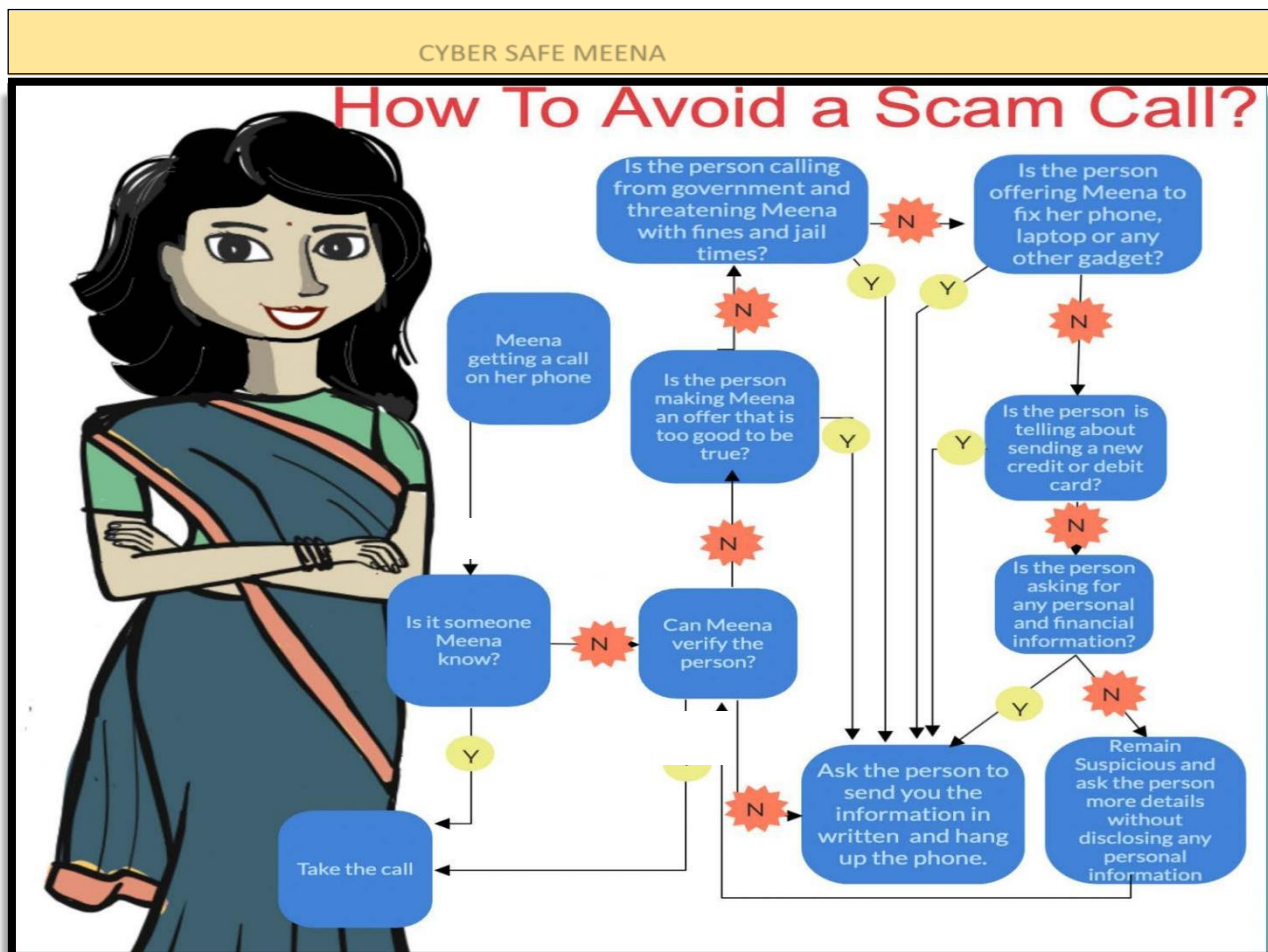 CYBER SAFE MEENA
How To Avoid a Scam Call?
Is the person calling
from government and
threatening Meena
with fines and jail
times?
N
Is the person
offering Meena to
fix her phone,
laptop or any
other gadget?
Y
Y
N
N
Meena
getting a call
on her phone
Is the person
making Meena
an offer that is
too good to be
true?
Y
Is the person is
telling about
sending a new
credit or debit
card?
Y
N
N
Is the person
asking for
any personal
and financial
information?
Is it someone
Meena
know?
N
Can Meena
verify the
person?
Y
N
Y
N
Ask the person to
send you the
information in
written and hang
up the phone.
Remain
Suspicious and
ask the person
more details
without
disclosing any
personal
information
Take the call